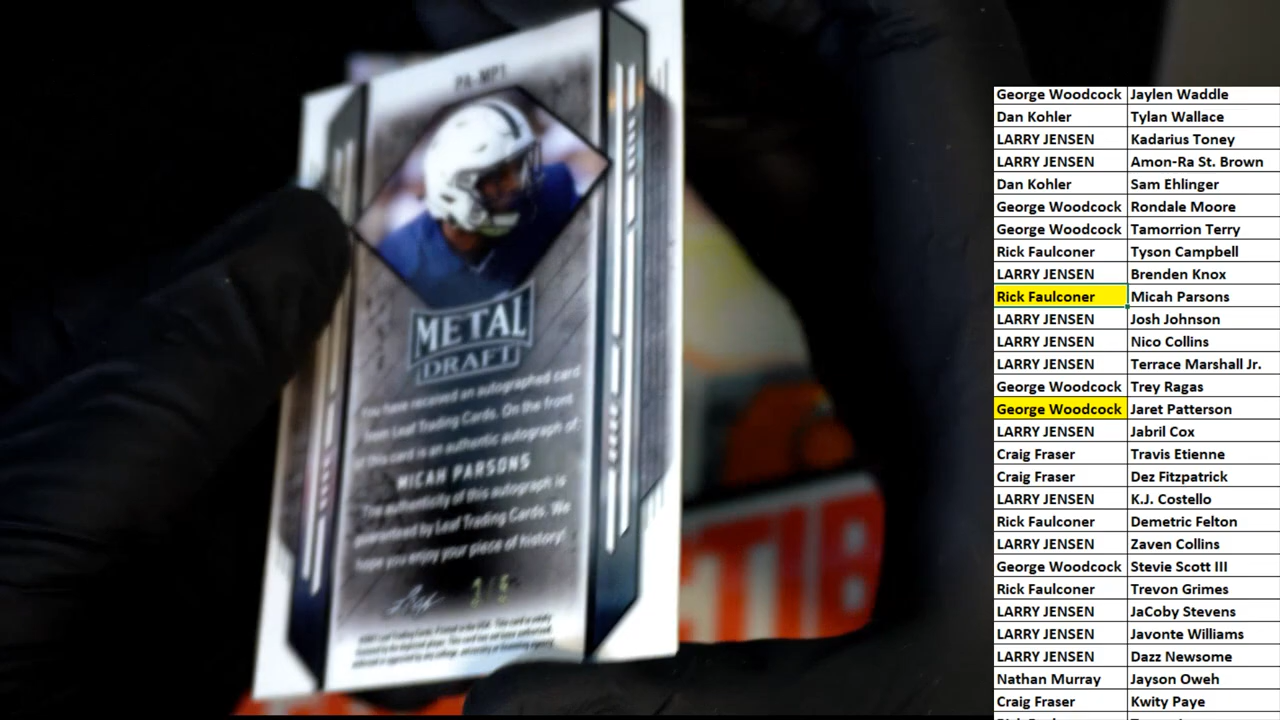 PA-MP1
METAL
DRAFT
You have received an autographed card
from Leaf Trading Cards. On the front
of this card is an authentic autograph of:
MICAH PARSONS
The authenticity of this autograph is
guaranteed by Leaf Trading Cards. We
hope you enjoy your piece of history!
Leaf
CTIB
George Woodcock Jaylen Waddle
Dan Kohler Tylan Wallace
LARRY JENSEN Kadarius Toney
LARRY JENSEN Amon-Ra St. Brown
Dan Kohler Sam Ehlinger
George Woodcock Rondale Moore
George Woodcock Tamorrion Terry
Rick Faulconer Tyson Campbell
LARRY JENSEN Brenden Knox
Rick Faulconer Micah Parsons
LARRY JENSEN Josh Johnson
LARRY JENSEN Nico Collins
LARRY JENSEN Terrace Marshall Jr.
George Woodcock Trey Ragas
George Woodcock Jaret Patterson
LARRY JENSEN Jabril Cox
Craig Fraser Travis Etienne
Craig Fraser Dez Fitzpatrick
LARRY JENSEN K.J. Costello
Rick Faulconer Demetric Felton
LARRY JENSEN Zaven Collins
George Woodcock Stevie Scott III
Rick Faulconer Trevon Grimes
LARRY JENSEN JaCoby Stevens
LARRY JENSEN Javonte Williams
LARRY JENSEN Dazz Newsome
Nathan Murray Jayson Oweh
Craig Fraser Kwity Paye